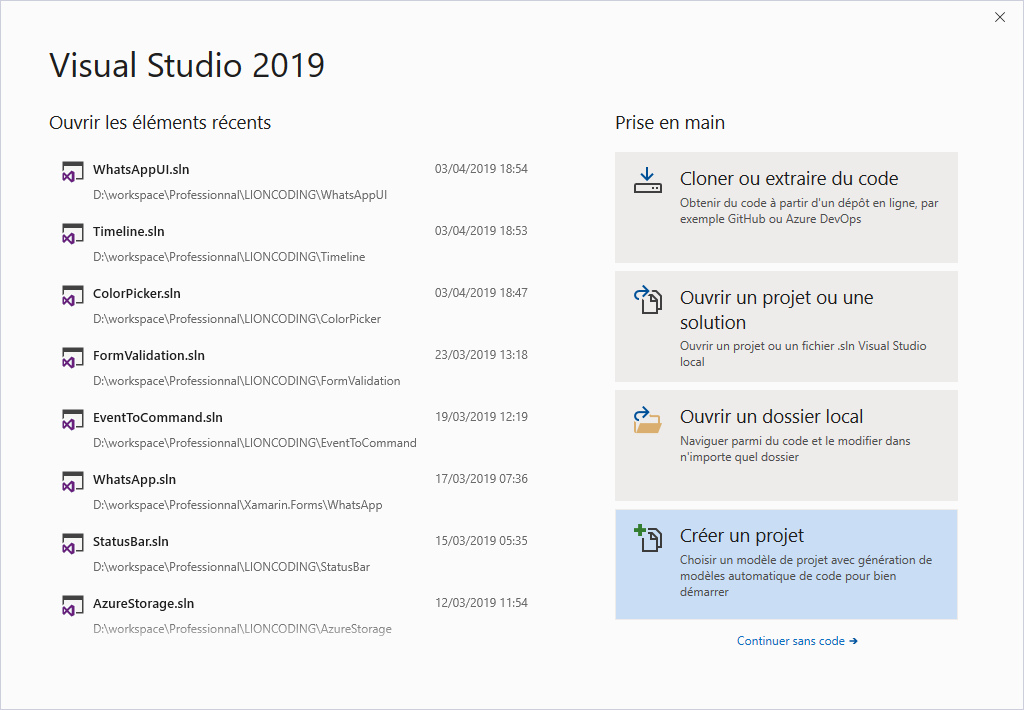 Visual Studio 2019
Ouvrir les éléments récents
WhatsAppUI.sln 03/04/2019 18:54
D:\workspace\Professionnal\LIONCODING\WhatsAppUI
Timeline.sln 03/04/2019 18:53
D:\workspace\Professionnal\LIONCODING\Timeline
ColorPicker.sln 03/04/2019 18:47
D:\workspace\Professionnal\LIONCODING\ColorPicker
FormValidation.sln 23/03/2019 13:18
D:\workspace\Professionnal\LIONCODING\FormValidation
EventToCommand.sln 19/03/2019 12:19
D:\workspace\Professionnal\LIONCODING\EventToCommand
WhatsApp.sln 17/03/2019 07:36
D:\workspace\Professionnal\Xamarin.Forms\WhatsApp
StatusBar.sln 15/03/2019 05:35
D:\workspace\Professionnal\LIONCODING\StatusBar
AzureStorage.sln 12/03/2019 11:54
D:\workspace\Professionnal\LIONCODING\AzureStorage
Prise en main
Cloner ou extraire du code
Obtenir du code à partir d'un dépôt en ligne, par
exemple GitHub ou Azure DevOps
Ouvrir un projet ou une
solution
Ouvrir un projet ou un fichier .sln Visual Studio
local
Ouvrir un dossier local
Naviguer parmi du code et le modifier dans
n'importe quel dossier
Créer un projet
Choisir un modèle de projet avec génération de
modèles automatique de code pour bien
démarrer
Continuer sans code →